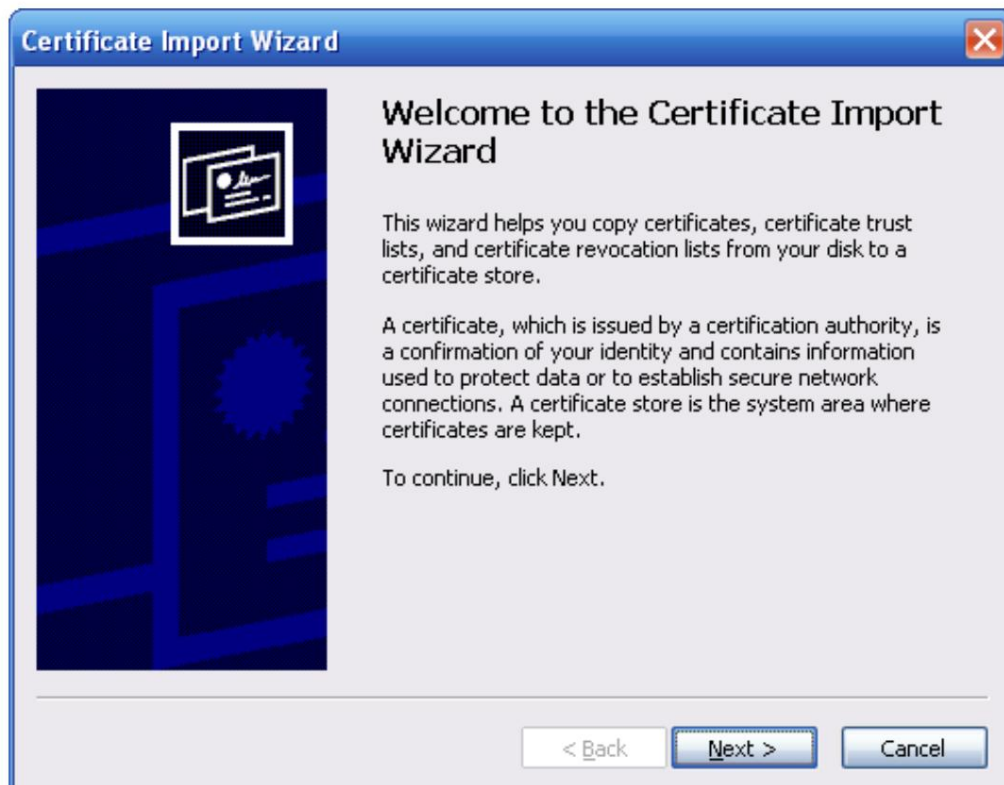 Certificate Import Wizard
Welcome to the Certificate Import
Wizard
This wizard helps you copy certificates, certificate trust
lists, and certificate revocation lists from your disk to a
certificate store.
A certificate, which is issued by a certification authority, is
a confirmation of your identity and contains information
used to protect data or to establish secure network
connections. A certificate store is the system area where
certificates are kept.
To continue, click Next.
< Back
Next >
Cancel